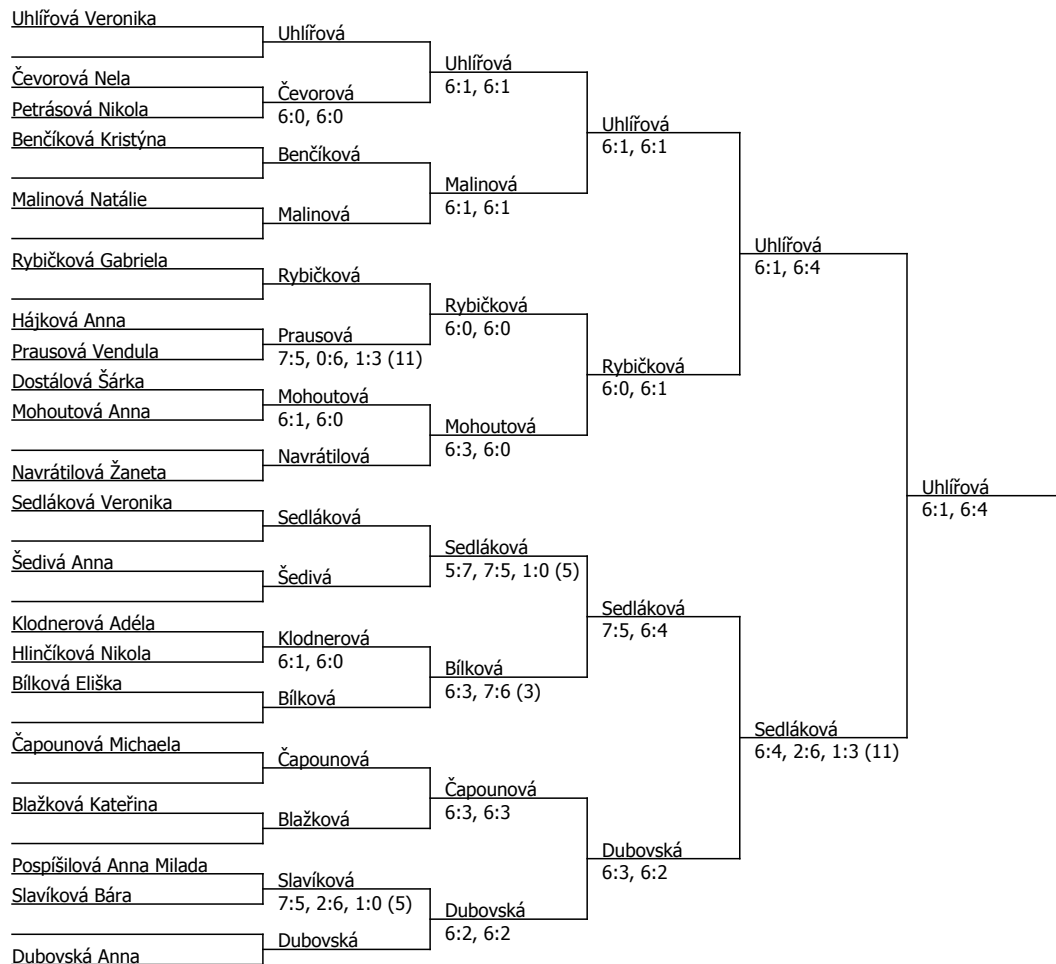 Uhlířová Veronika
Čevorová Nela
Petrásová Nikola
Benčíková Kristýna
Malinová Natálie
Rybičková Gabriela
Hájková Anna
Prausová Vendula
Dostálová Šárka
Mohoutová Anna
Navrátilová Žaneta
Sedláková Veronika
Šedivá Anna
Klodnerová Adéla
Hlinčíková Nikola
Bílková Eliška
Čapounová Michaela
Blažková Kateřina
Pospíšilová Anna Milada
Slavíková Bára
Dubovská Anna
Uhlířová
Čevorová
6:0, 6:0
Benčíková
Malinová
Rybičková
Prausová
7:5, 0:6, 1:3 (11)
Mohoutová
6:1, 6:0
Navrátilová
Sedláková
Šedivá
Klodnerová
6:1, 6:0
Bílková
Čapounová
Blažková
Slavíková
7:5, 2:6, 1:0 (5)
Dubovská
Uhlířová
6:1, 6:1
Malinová
6:1, 6:1
Rybičková
6:0, 6:0
Mohoutová
6:3, 6:0
Sedláková
5:7, 7:5, 1:0 (5)
Bílková
6:3, 7:6 (3)
Čapounová
6:3, 6:3
Dubovská
6:2, 6:2
Uhlířová
6:1, 6:1
Rybičková
6:0, 6:1
Sedláková
7:5, 6:4
Dubovská
6:3, 6:2
Uhlířová
6:1, 6:4
Sedláková
6:4, 2:6, 1:3 (11)
Uhlířová
6:1, 6:4